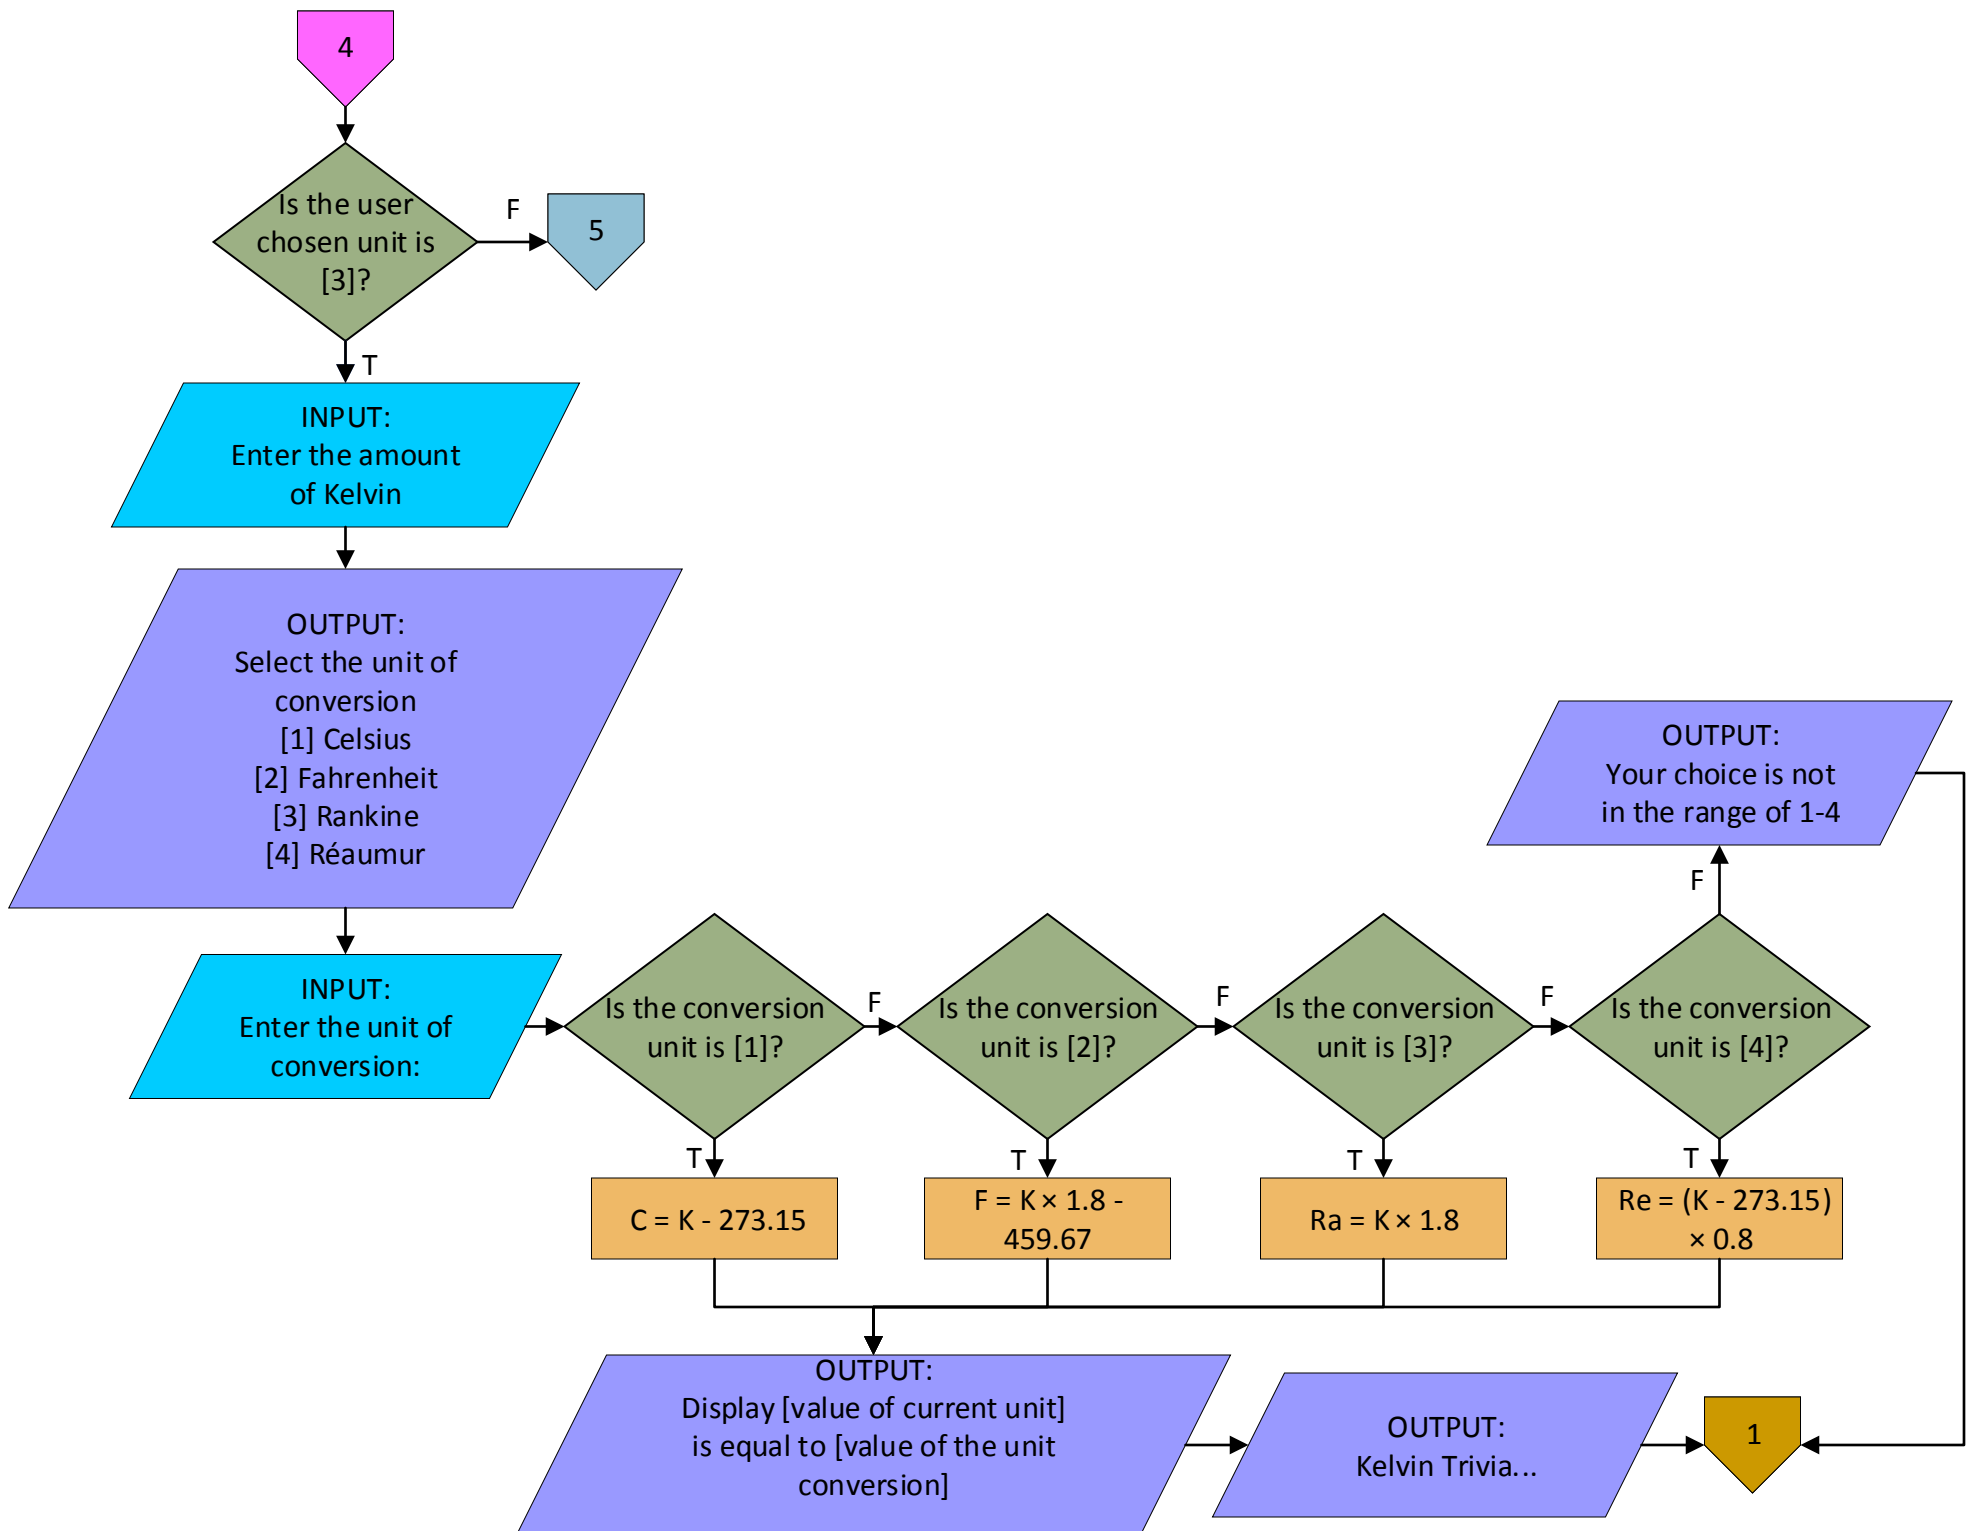 4
Is the user
chosen unit is
[3]?
F
5
T
INPUT:
Enter the amount
of Kelvin
OUTPUT:
Select the unit of
conversion
[1] Celsius
[2] Fahrenheit
[3] Rankine
[4] Réaumur
INPUT:
Enter the unit of
conversion:
Is the conversion
unit is [1]?
F
Is the conversion
unit is [2]?
F
Is the conversion
unit is [3]?
F
Is the conversion
unit is [4]?
F
OUTPUT:
Your choice is not
in the range of 1-4
T
C = K - 273.15
T
F = K × 1.8 -
459.67
T
Ra = K × 1.8
T
Re = (K - 273.15)
× 0.8
OUTPUT:
Display [value of current unit]
is equal to [value of the unit
conversion]
OUTPUT:
Kelvin Trivia...
1